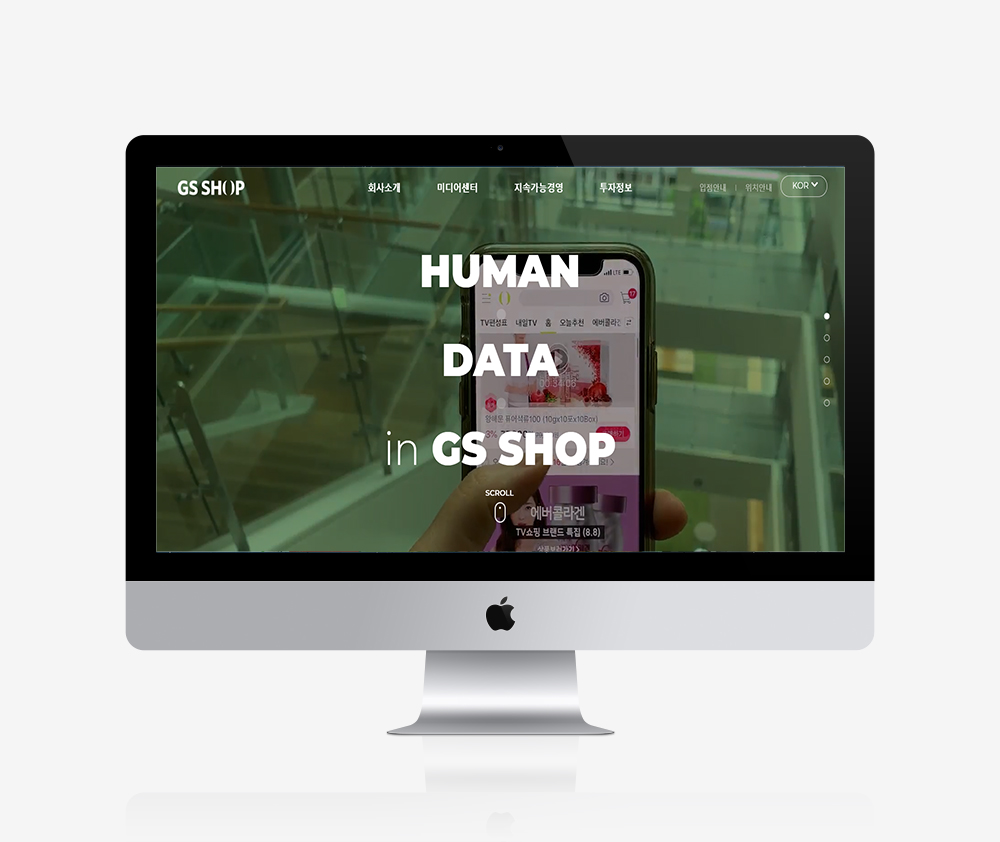 GS SHOP
회사소개 미디어센터 지속가능경영 투자정보 입점안내 | 위치안내 KOR
HUMAN
LTE
17
TV편성표 내일TV 홈 오늘추천 에버콜라겐
DATA
00:34:06
퓨어석류100 (10gx10포x10Box)
3%
in GS SHOP
SCROLL
에버콜라겐
TV쇼핑 브랜드 특집 (8.8)
상품보러가기 >